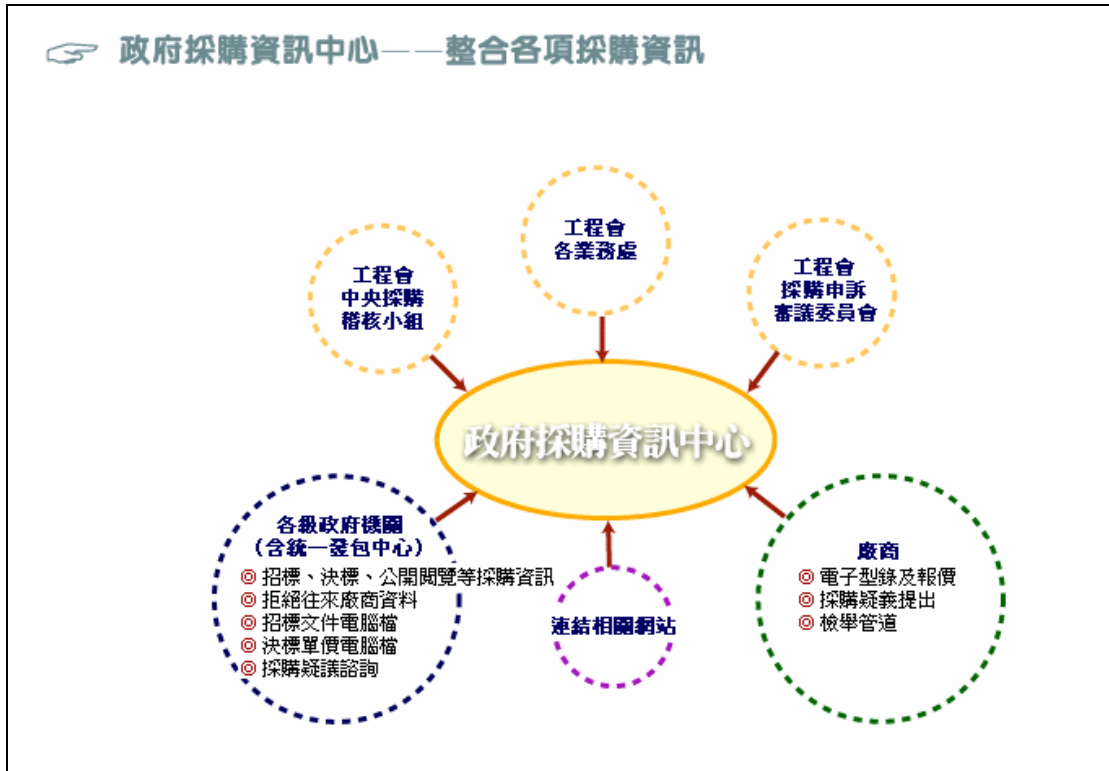 政府採購資訊中心——整合各項採購資訊
工程會
各業務處
工程會
中央採購
稽核小組
工程會
採購申訴
審議委員會
政府採購資訊中心
各級政府機關
（含統一發包中心）
◎ 招標、決標、公開閱覽等採購資訊
◎ 拒絕往來廠商資料
◎ 招標文件電腦檔
◎ 決標單價電腦檔
◎ 採購疑議諮詢
連結相關網站
廠商
◎ 電子型錄及報價
◎ 採購疑義提出
◎ 檢舉管道